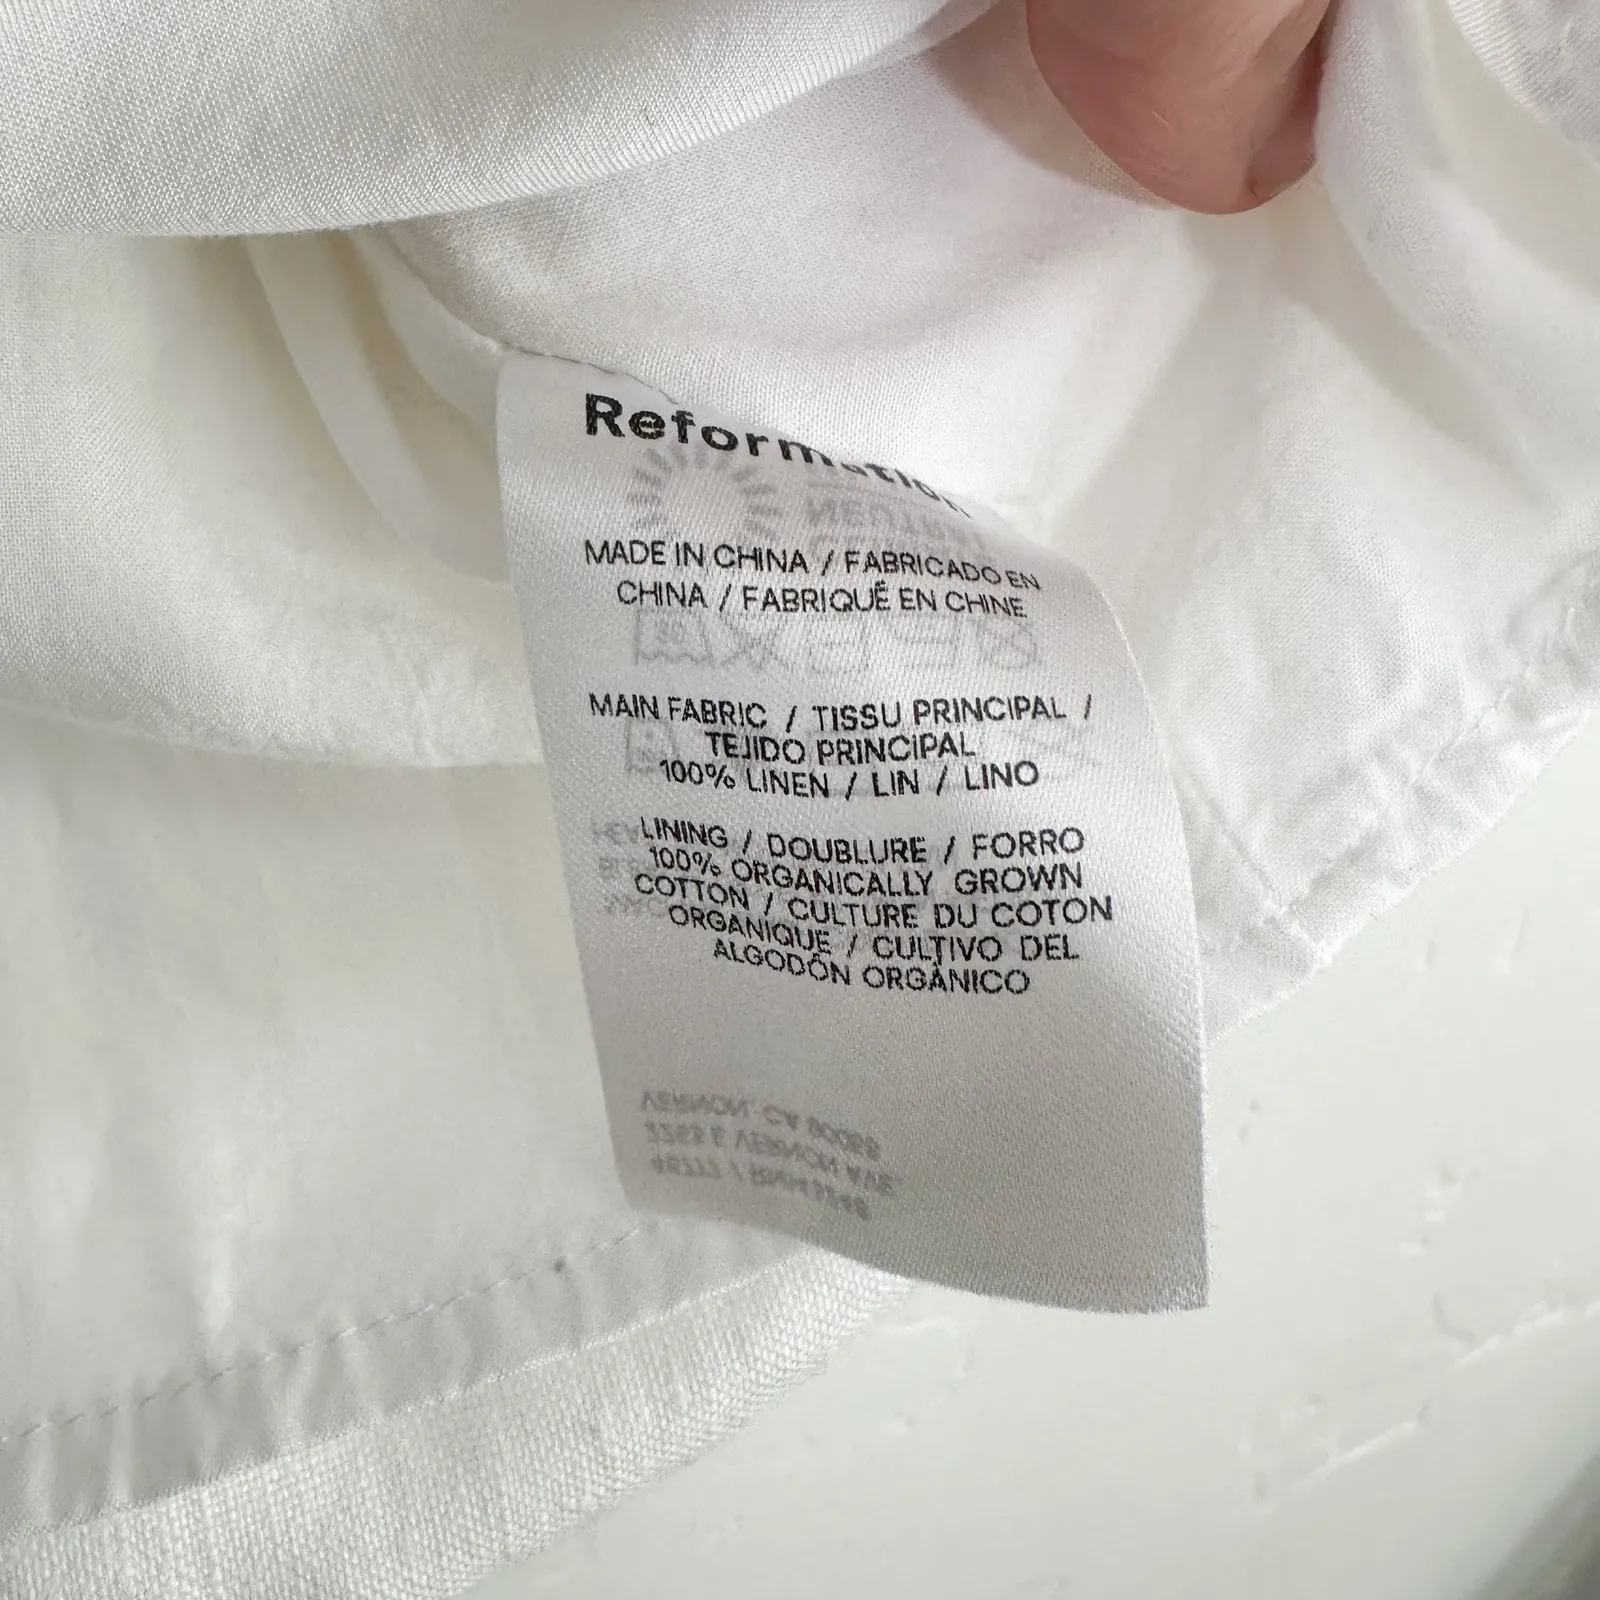 Reformation
MADE IN CHINA / FABRICADO EN
CHINA / FABRIQUÉ EN CHINE
MAIN FABRIC / TISSU PRINCIPAL /
TEJIDO PRINCIPAL
100% LINEN / LIN / LINO
LINING / DOUBLURE / FORRO
100% ORGANICALLY GROWN
COTTON / CULTURE DU COTON
ORGANIQUE / CULTIVO DEL
ALGODÓN ORGÁNICO